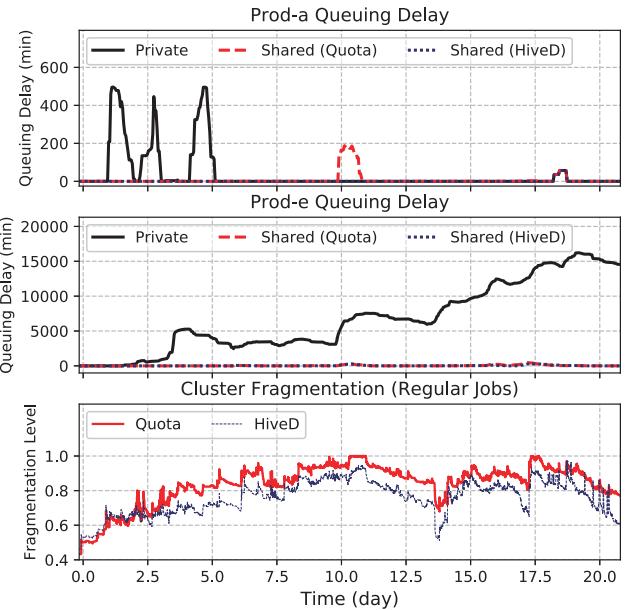 Prod-a Queuing Delay
Queuing Delay (min)
Private Shared (Quota) Shared (HiveD)
600
400
200
0
Prod-e Queuing Delay
Queuing Delay (min)
Private Shared (Quota) Shared (HiveD)
20000
15000
10000
5000
0
Cluster Fragmentation (Regular Jobs)
Fragmentation Level
Quota HiveD
1.0
0.8
0.6
0.4
0.0 2.5 5.0 7.5 10.0 12.5 15.0 17.5 20.0
Time (day)